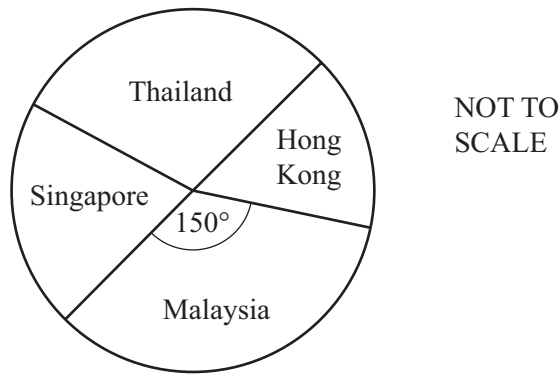 Thailand
NOT TO
SCALE
Hong
Kong
Singapore
150°
Malaysia